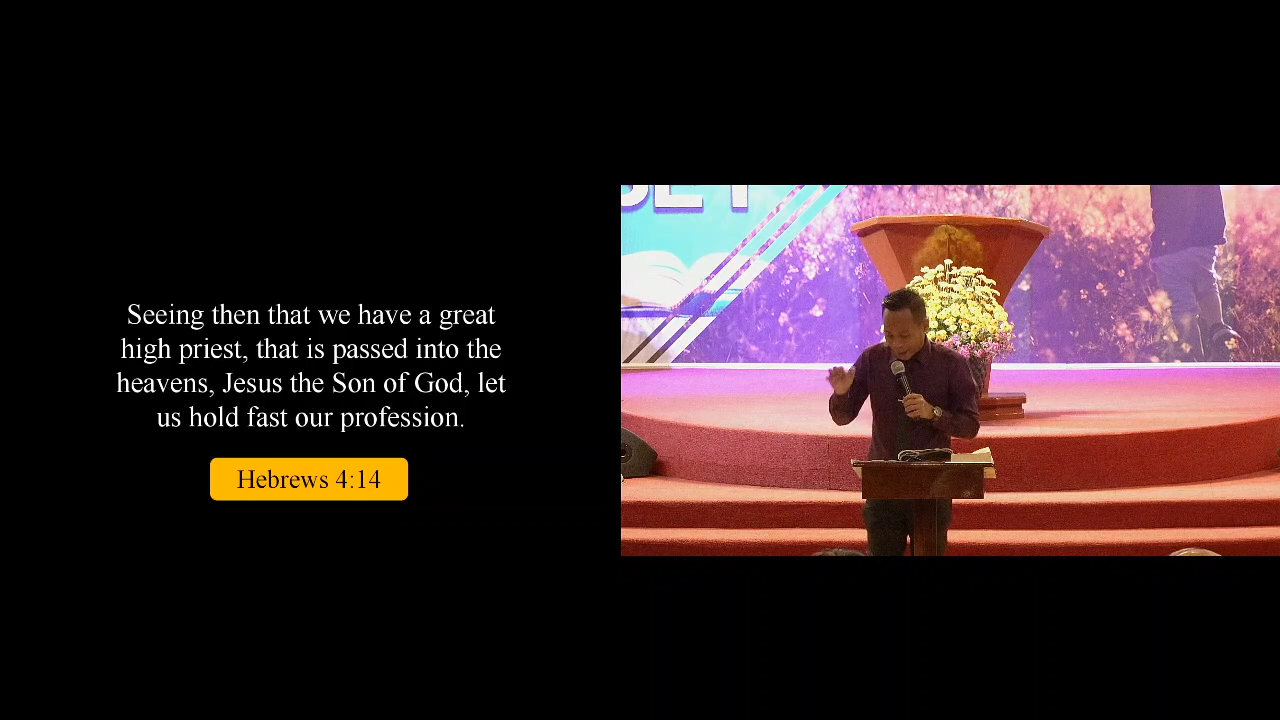 Seeing then that we have a great
high priest, that is passed into the
heavens, Jesus the Son of God, let
us hold fast our profession.
Hebrews 4:14